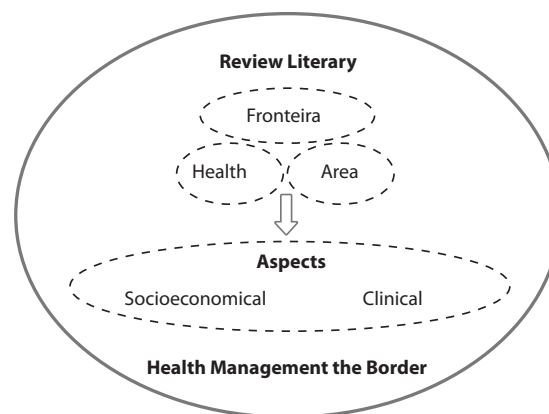 Review Literary
Fronteira
Health Area
Aspects
Socioeconomical Clinical
Health Management the Border